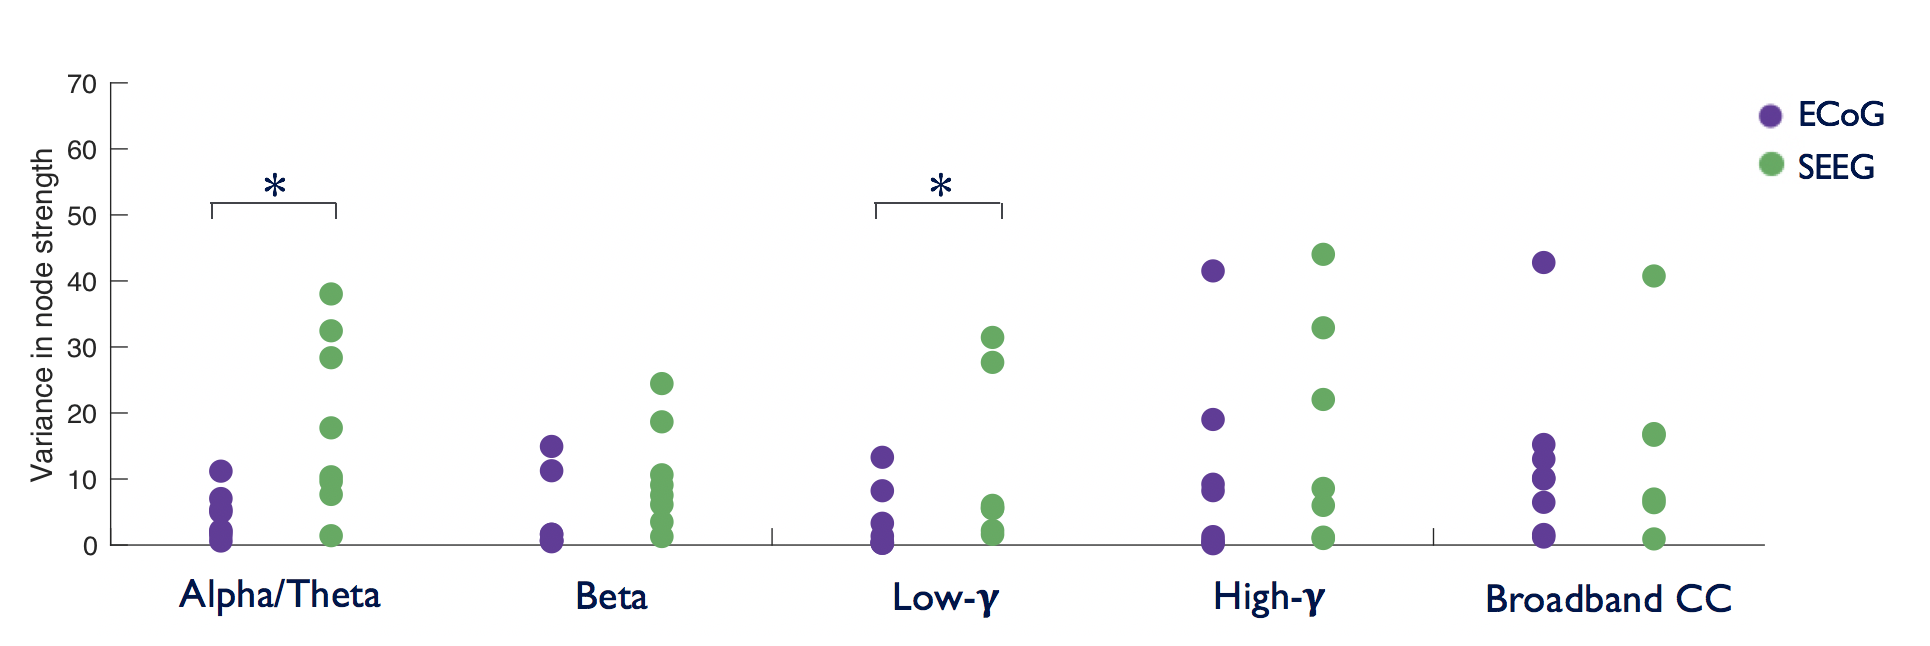 70
60
50
40
30
20
10
0
Variance in node strength
*
*
ECoG
SEEG
Alpha/Theta
Beta
Low-γ
High-γ
Broadband CC